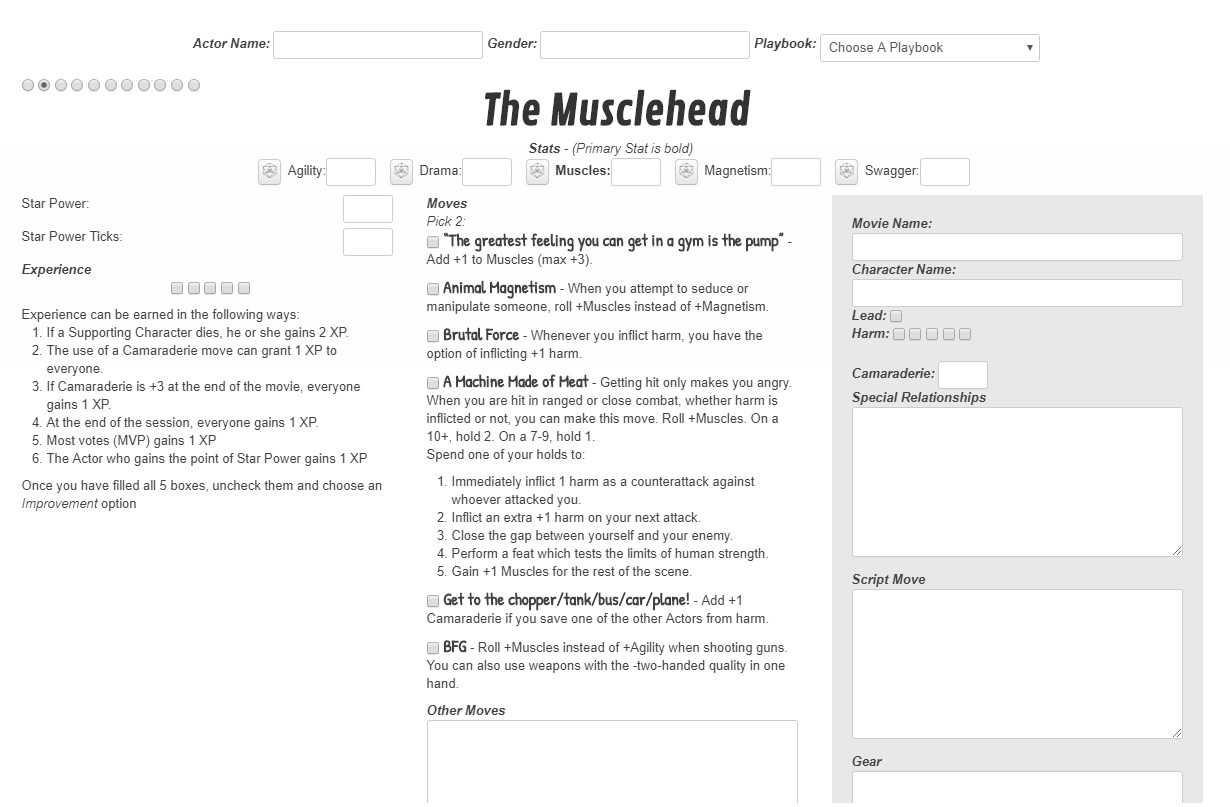 Actor Name: Gender: Playbook: Choose A Playbook
The Musclehead
Stats - (Primary Stat is bold)
Agility: Drama: Muscles: Magnetism: Swagger:
Star Power:
Star Power Ticks:
Experience
Experience can be earned in the following ways:
1. If a Supporting Character dies, he or she gains 2 XP.
2. The use of a Camaraderie move can grant 1 XP to
everyone.
3. If Camaraderie is +3 at the end of the movie, everyone
gains 1 XP.
4. At the end of the session, everyone gains 1 XP.
5. Most votes (MVP) gains 1 XP
6. The Actor who gains the point of Star Power gains 1 XP
Once you have filled all 5 boxes, uncheck them and choose an
Improvement option
Moves
Pick 2:
"The greatest feeling you can get in a gym is the pump" -
Add +1 to Muscles (max +3).
Animal Magnetism - When you attempt to seduce or
manipulate someone, roll +Muscles instead of +Magnetism.
Brutal Force - Whenever you inflict harm, you have the
option of inflicting +1 harm.
A Machine Made of Meat - Getting hit only makes you angry.
When you are hit in ranged or close combat, whether harm is
inflicted or not, you can make this move. Roll +Muscles. On a
10+, hold 2. On a 7-9, hold 1.
Spend one of your holds to:
1. Immediately inflict 1 harm as a counterattack against
whoever attacked you.
2. Inflict an extra +1 harm on your next attack.
3. Close the gap between yourself and your enemy.
4. Perform a feat which tests the limits of human strength.
5. Gain +1 Muscles for the rest of the scene.
Get to the chopper/tank/bus/car/plane! - Add +1
Camaraderie if you save one of the other Actors from harm.
BFG - Roll +Muscles instead of +Agility when shooting guns.
You can also use weapons with the -two-handed quality in one
hand.
Other Moves
Movie Name:
Character Name:
Lead:
Harm:
Camaraderie:
Special Relationships
Script Move
Gear